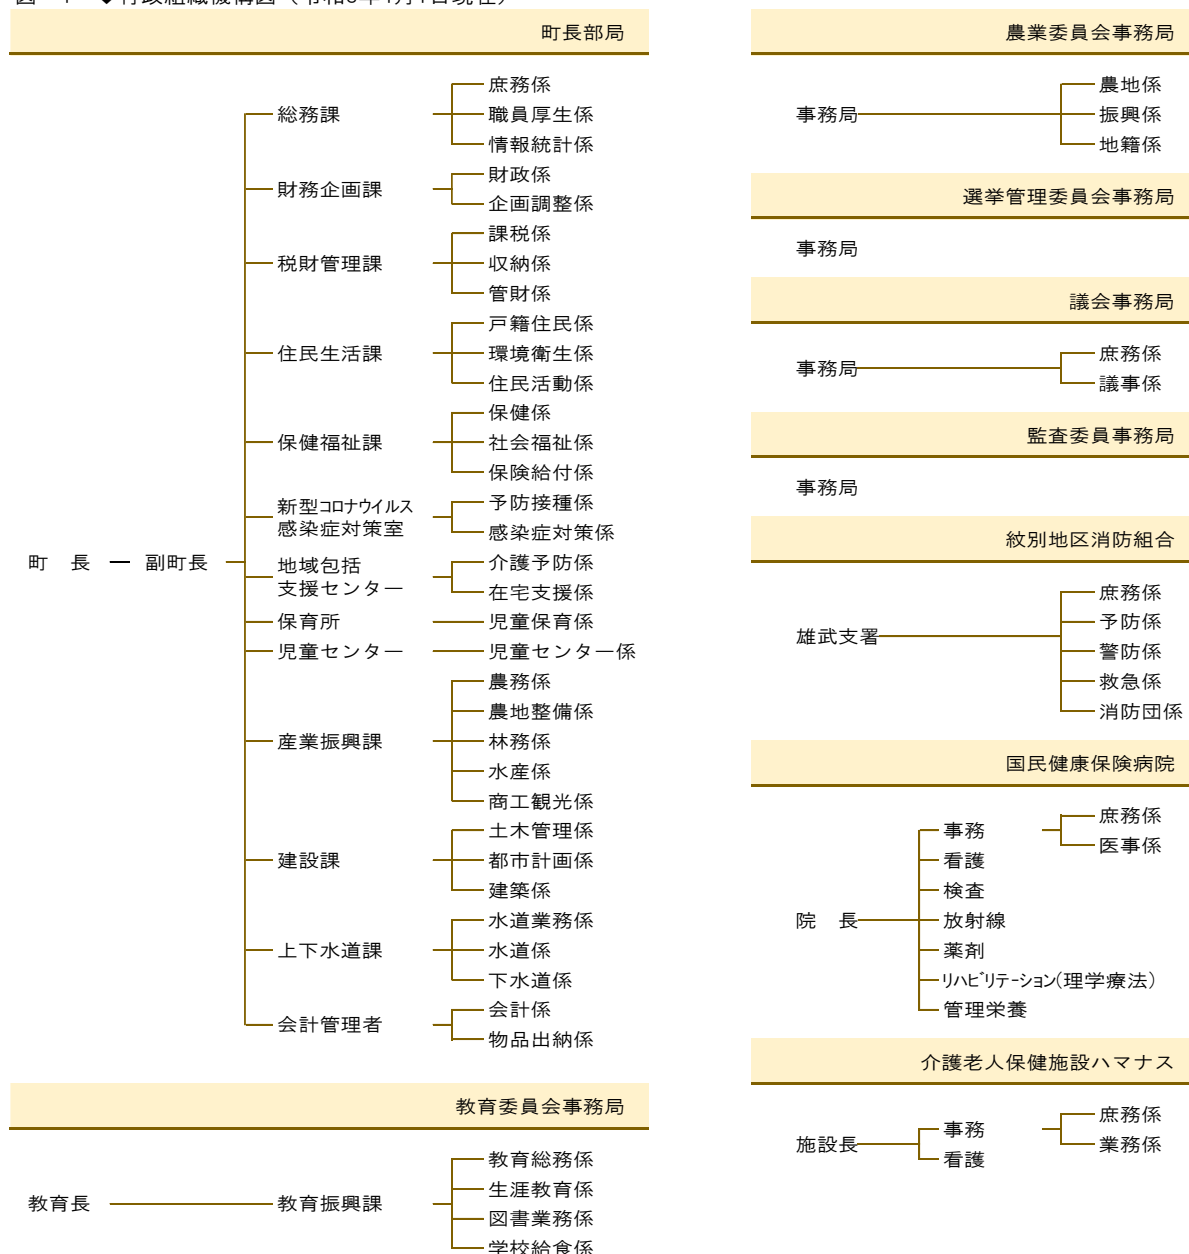 町長部局
総務課
庶務係
職員厚生係
情報統計係
財務企画課
財政係
企画調整係
税財管理課
課税係
収納係
管財係
住民生活課
戸籍住民係
環境衛生係
住民活動係
保健福祉課
保健係
社会福祉係
保険給付係
新型コロナウイルス
感染症対策室
予防接種係
感染症対策係
町　長
副町長
地域包括
支援センター
介護予防係
在宅支援係
保育所
児童保育係
児童センター
児童センター係
産業振興課
農務係
農地整備係
林務係
水産係
商工観光係
建設課
土木管理係
都市計画係
建築係
上下水道課
水道業務係
水道係
下水道係
会計管理者
会計係
物品出納係
教育委員会事務局
教育長
教育振興課
教育総務係
生涯教育係
図書業務係
学校給食係
農業委員会事務局
事務局
農地係
振興係
地籍係
選挙管理委員会事務局
事務局
議会事務局
事務局
庶務係
議事係
監査委員事務局
事務局
紋別地区消防組合
雄武支署
庶務係
予防係
警防係
救急係
消防団係
国民健康保険病院
院　長
事務
庶務係
医事係
看護
検査
放射線
薬剤
リハビリテーション(理学療法)
管理栄養
介護老人保健施設ハマナス
施設長
事務
庶務係
業務係
看護